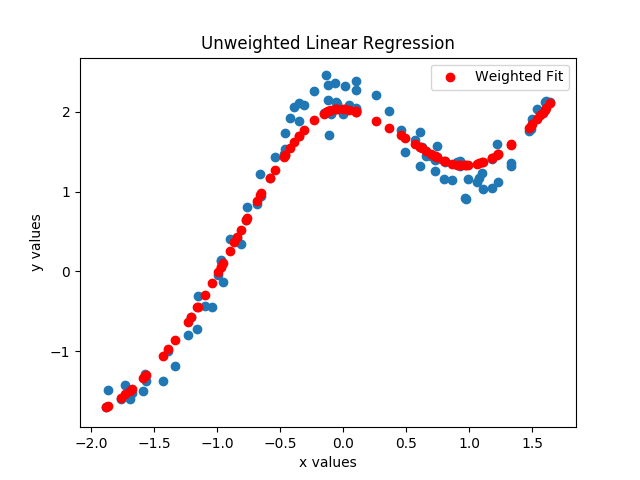 Unweighted Linear Regression
Weighted Fit
y values
2
1
0
−1
−2.0 −1.5 −1.0 −0.5 0.0 0.5 1.0 1.5
x values